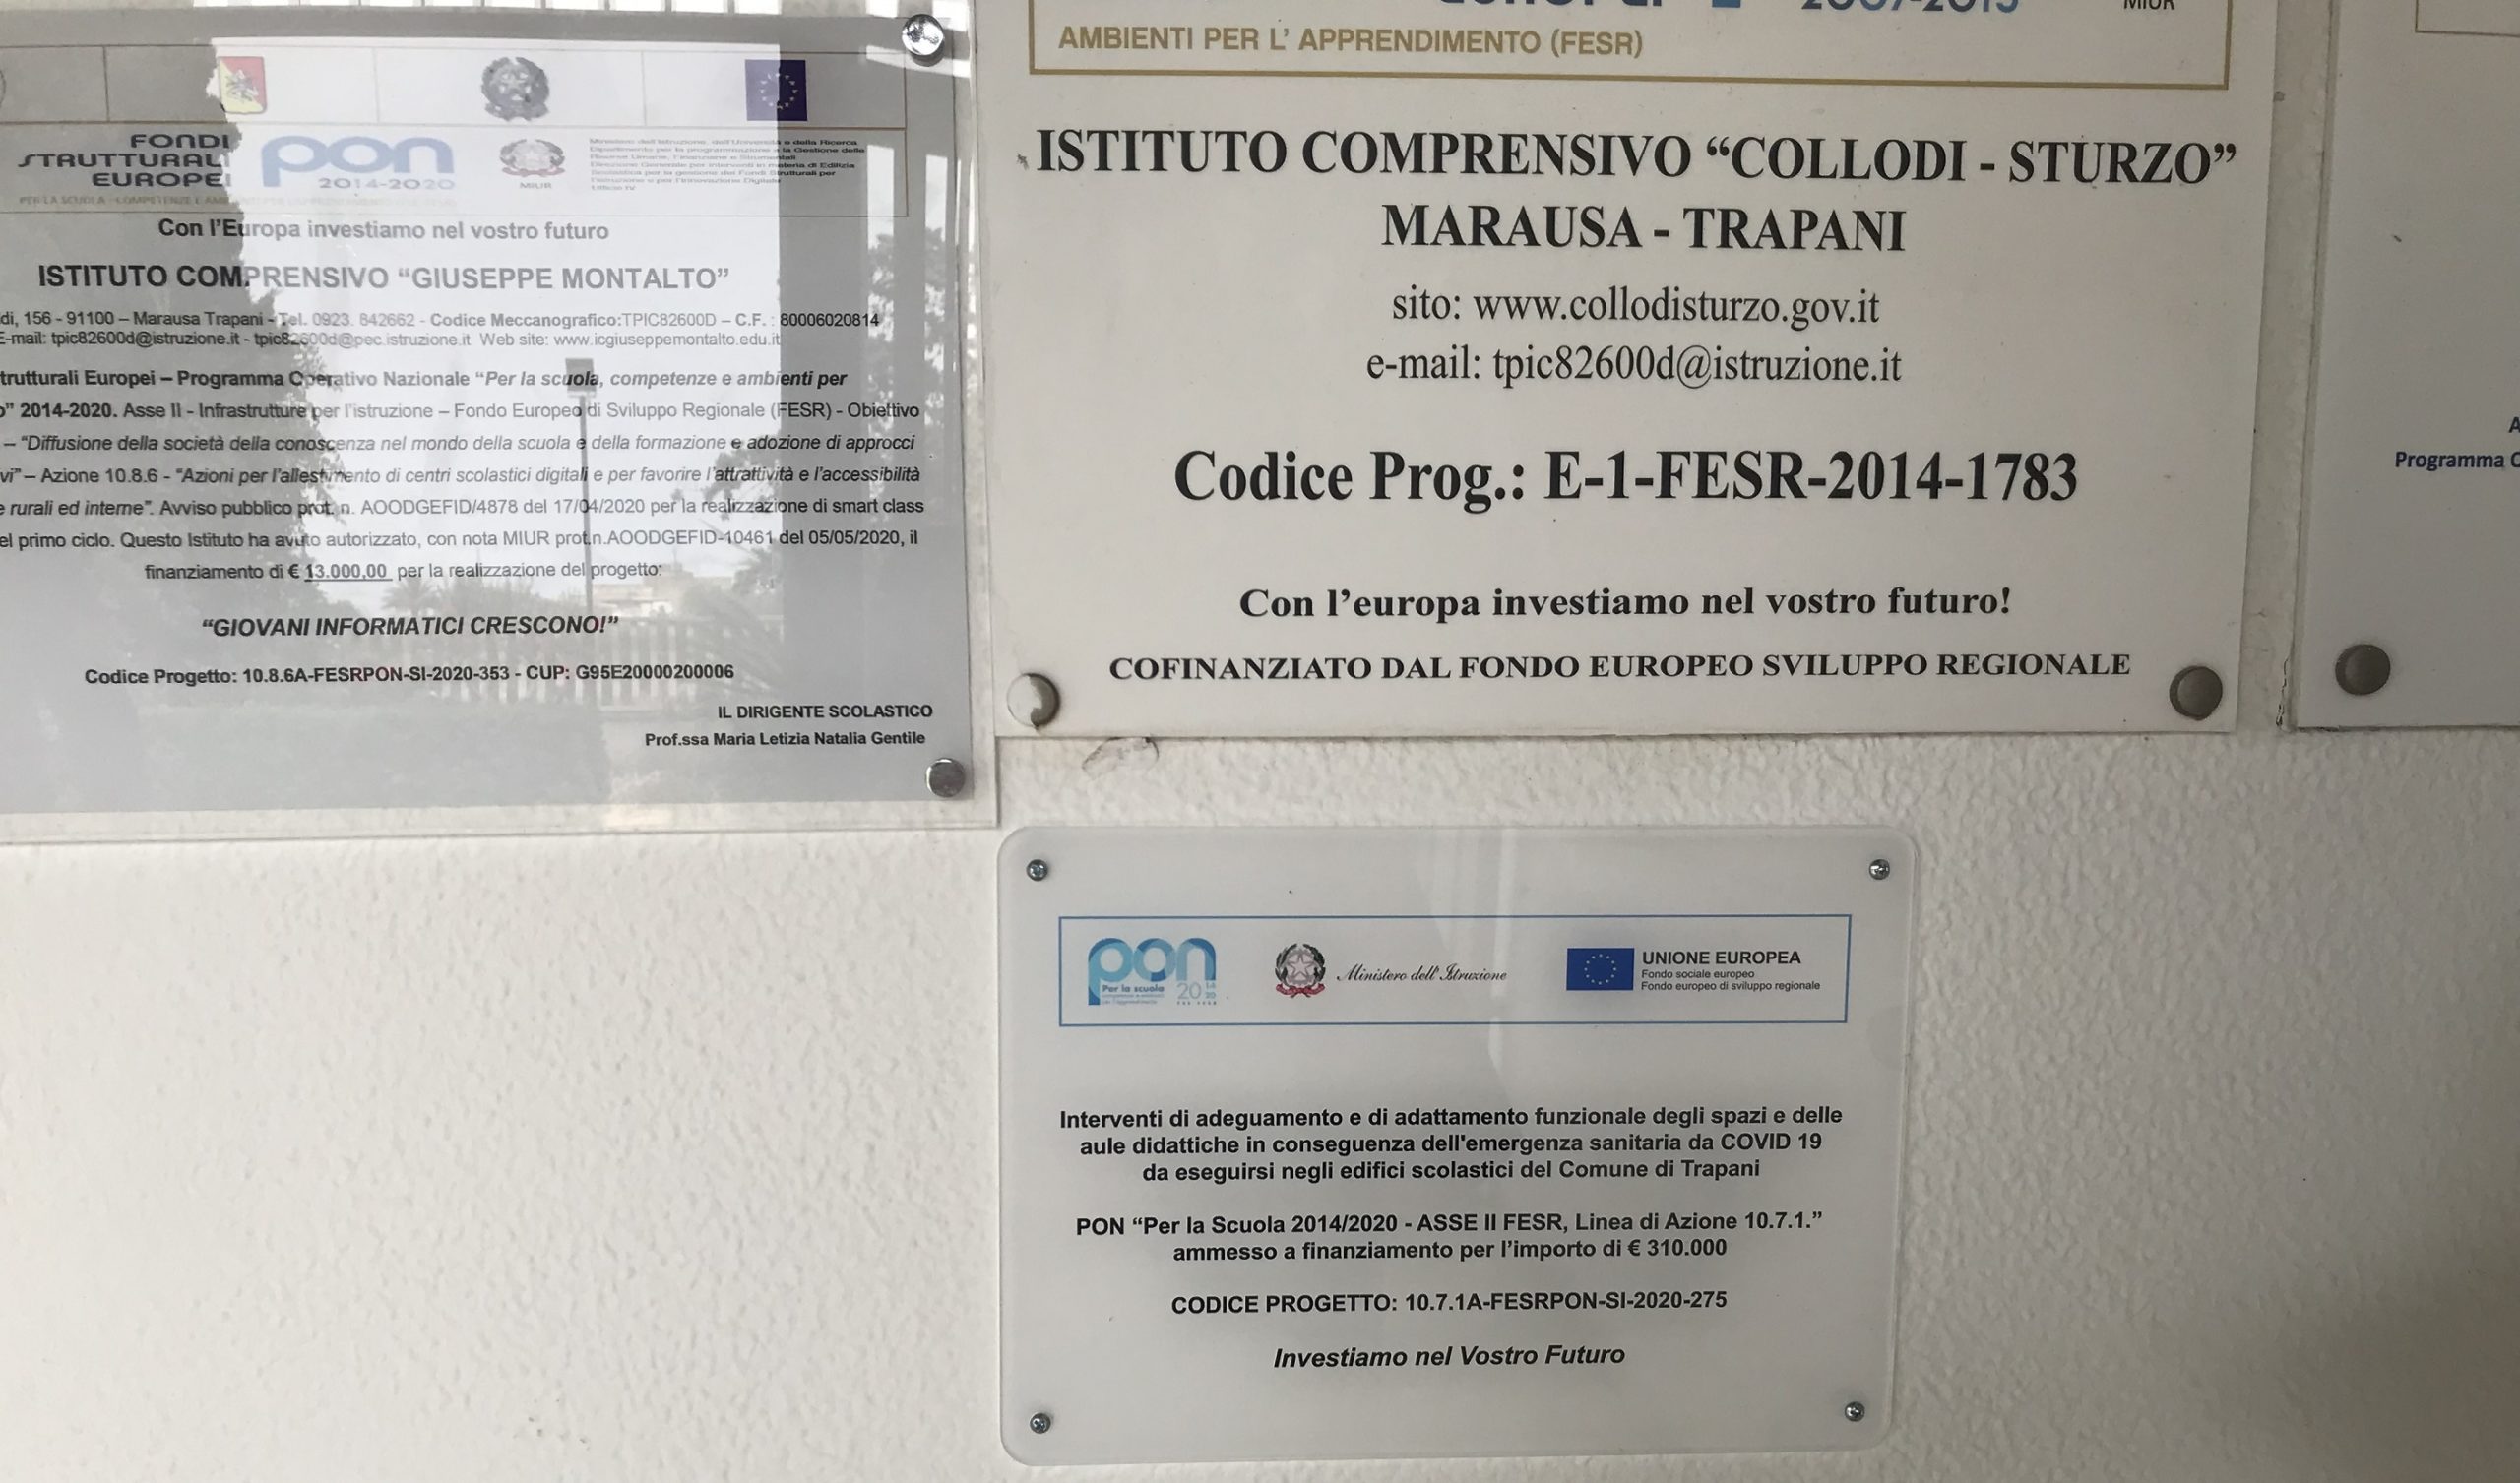 FONDI
STRUTTURALI
EUROPEI
pon
2014-2020
MIUR
Con l'Europa investiamo nel vostro futuro
ISTITUTO COMPRENSIVO “GIUSEPPE MONTALTO”
di, 156 - 91100 – Marausa Trapani - Tel. 0923. 842662 - Codice Meccanografico:TPIC82600D – C.F. : 80006020814
E-mail: tpic82600d@istruzione.it - tpic82600d@pec.istruzione.it Web site: www.icgiuseppemontalto.edu.it
trutturali Europei – Programma Operativo Nazionale “Per la scuola, competenze e ambienti per
o” 2014-2020. Asse II - Infrastrutture per l'istruzione – Fondo Europeo di Sviluppo Regionale (FESR) - Obiettivo
– “Diffusione della società della conoscenza nel mondo della scuola e della formazione e adozione di approcci
vi” – Azione 10.8.6 - “Azioni per l'allestimento di centri scolastici digitali e per favorire l'attrattività e l'accessibilità
e rurali ed interne”. Avviso pubblico prot. n. AOODGEFID/4878 del 17/04/2020 per la realizzazione di smart class
el primo ciclo. Questo Istituto ha avuto autorizzato, con nota MIUR prot.n.AOODGEFID-10461 del 05/05/2020, il
finanziamento di € 13.000,00 per la realizzazione del progetto:
“GIOVANI INFORMATICI CRESCONO!”
Codice Progetto: 10.8.6A-FESRPON-SI-2020-353 - CUP: G95E20000200006
IL DIRIGENTE SCOLASTICO
Prof.ssa Maria Letizia Natalia Gentile
2007-2013
MIUR
AMBIENTI PER L' APPRENDIMENTO (FESR)
ISTITUTO COMPRENSIVO “COLLODI - STURZO”
MARAUSA - TRAPANI
sito: www.collodisturzo.gov.it
e-mail: tpic82600d@istruzione.it
Codice Prog.: E-1-FESR-2014-1783
Con l'europa investiamo nel vostro futuro!
COFINANZIATO DAL FONDO EUROPEO SVILUPPO REGIONALE
Programma
pon
Per la scuola
Ministero dell'Istruzione
UNIONE EUROPEA
Fondo sociale europeo
Fondo europeo di sviluppo regionale
Interventi di adeguamento e di adattamento funzionale degli spazi e delle
aule didattiche in conseguenza dell'emergenza sanitaria da COVID 19
da eseguirsi negli edifici scolastici del Comune di Trapani
PON “Per la Scuola 2014/2020 - ASSE II FESR, Linea di Azione 10.7.1.”
ammesso a finanziamento per l'importo di € 310.000
CODICE PROGETTO: 10.7.1A-FESRPON-SI-2020-275
Investiamo nel Vostro Futuro